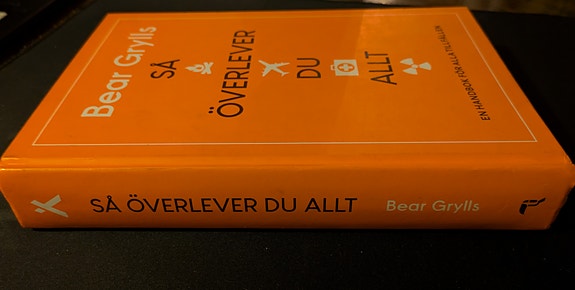 Bear Grylls
SÅ
ÖVERLEVER
DU
ALLT
EN HANDBOK FÖR ALLA TILLFÄLLEN
SÅ ÖVERLEVER DU ALLT Bear Grylls